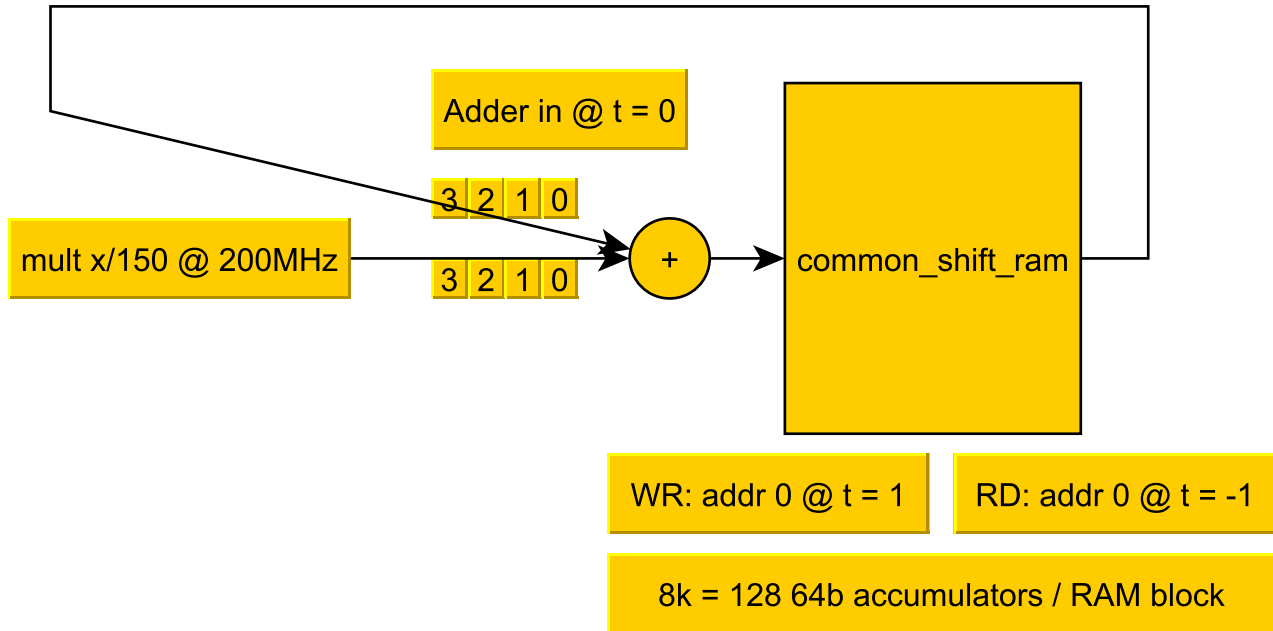 Adder in @ t = 0
3 2 1 0
mult x/150 @ 200MHz
+
common_shift_ram
3 2 1 0
WR: addr 0 @ t = 1
RD: addr 0 @ t = -1
8k = 128 64b accumulators / RAM block